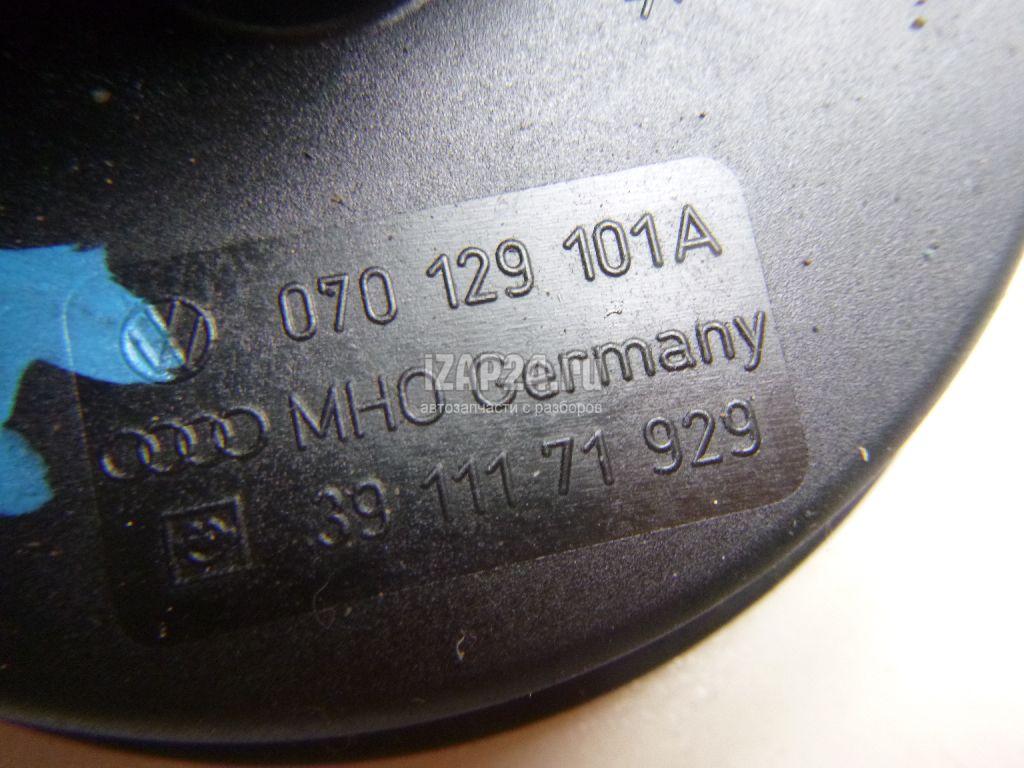 070 129 101A
MHO Germany
39 111 71 929
iZAP24.ru
автозапчасти с разборов